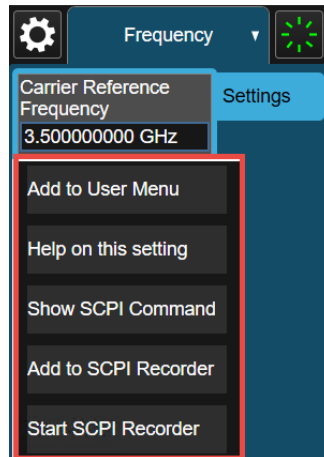 Frequency
Carrier Reference
Frequency
Settings
3.500000000 GHz
Add to User Menu
Help on this setting
Show SCPI Command
Add to SCPI Recorder
Start SCPI Recorder